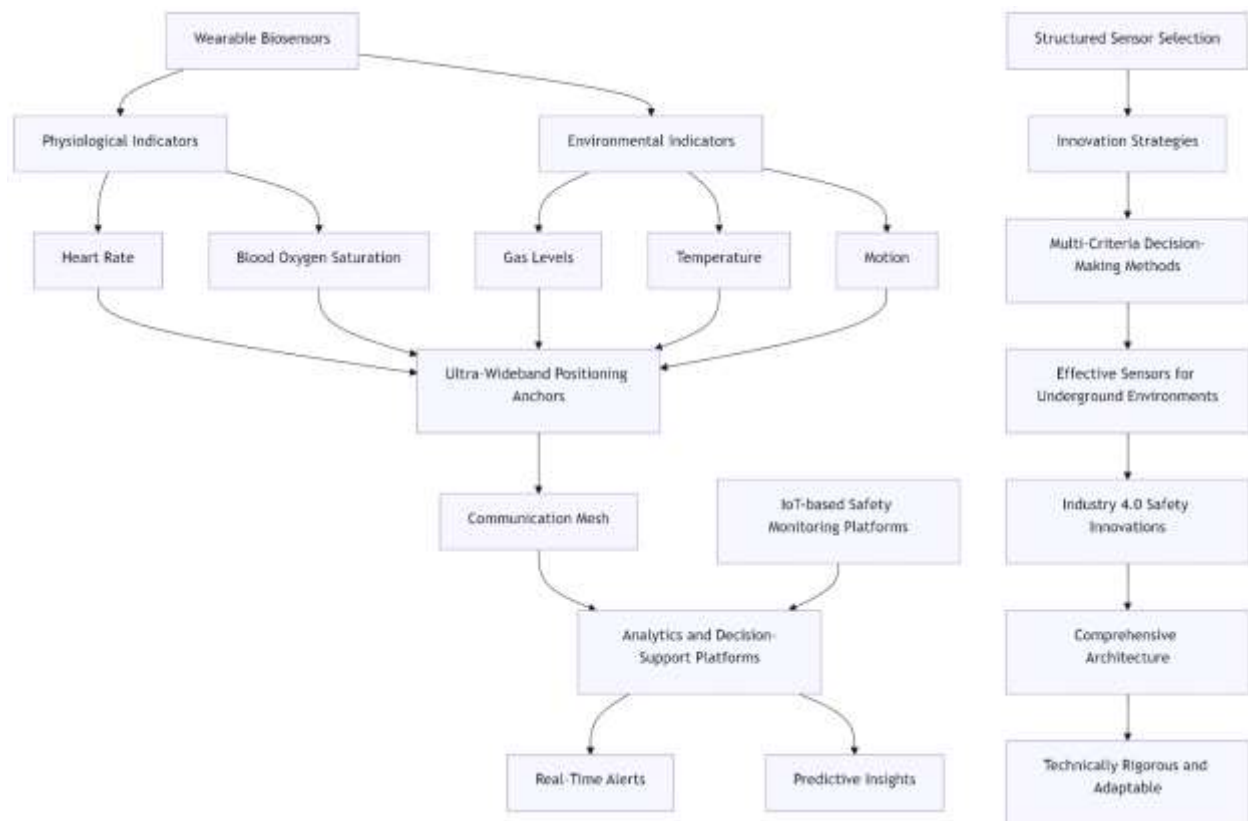 Wearable Biosensors
Structured Sensor Selection
Physiological Indicators
Environmental Indicators
Innovation Strategies
Heart Rate
Blood Oxygen Saturation
Gas Levels
Temperature
Motion
Multi-Criteria Decision-
Making Methods
Ultra-Wideband Positioning
Anchors
Effective Sensors for
Underground Environments
Communication Mesh
IoT-based Safety
Monitoring Platforms
Industry 4.0 Safety
Innovations
Analytics and Decision-
Support Platforms
Comprehensive
Architecture
Real-Time Alerts
Predictive Insights
Technically Rigorous and
Adaptable